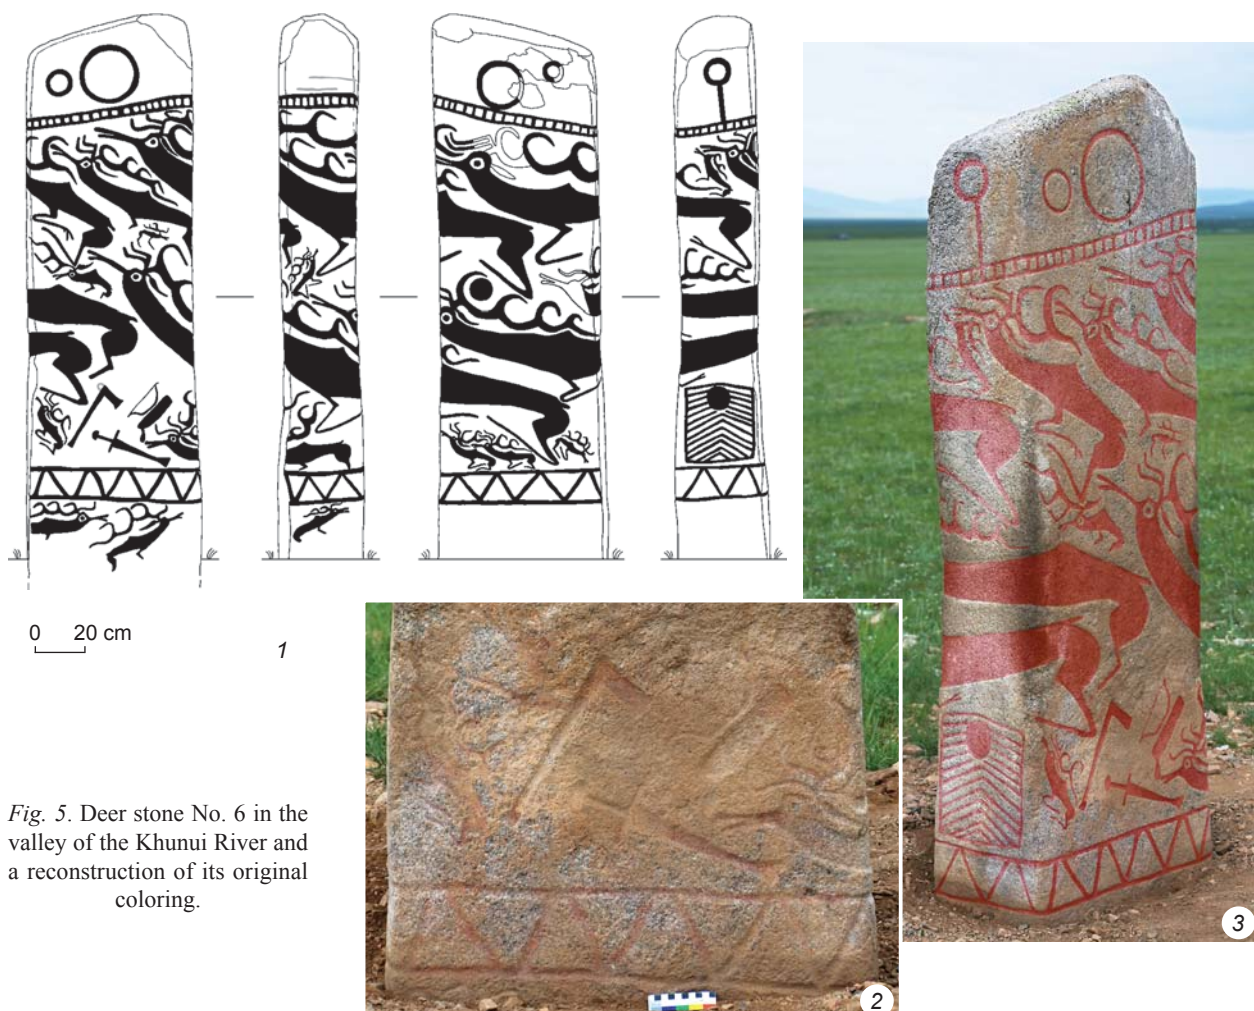 0 20 cm
1
Fig. 5. Deer stone No. 6 in the
valley of the Khunui River and
a reconstruction of its original
coloring.
2
3